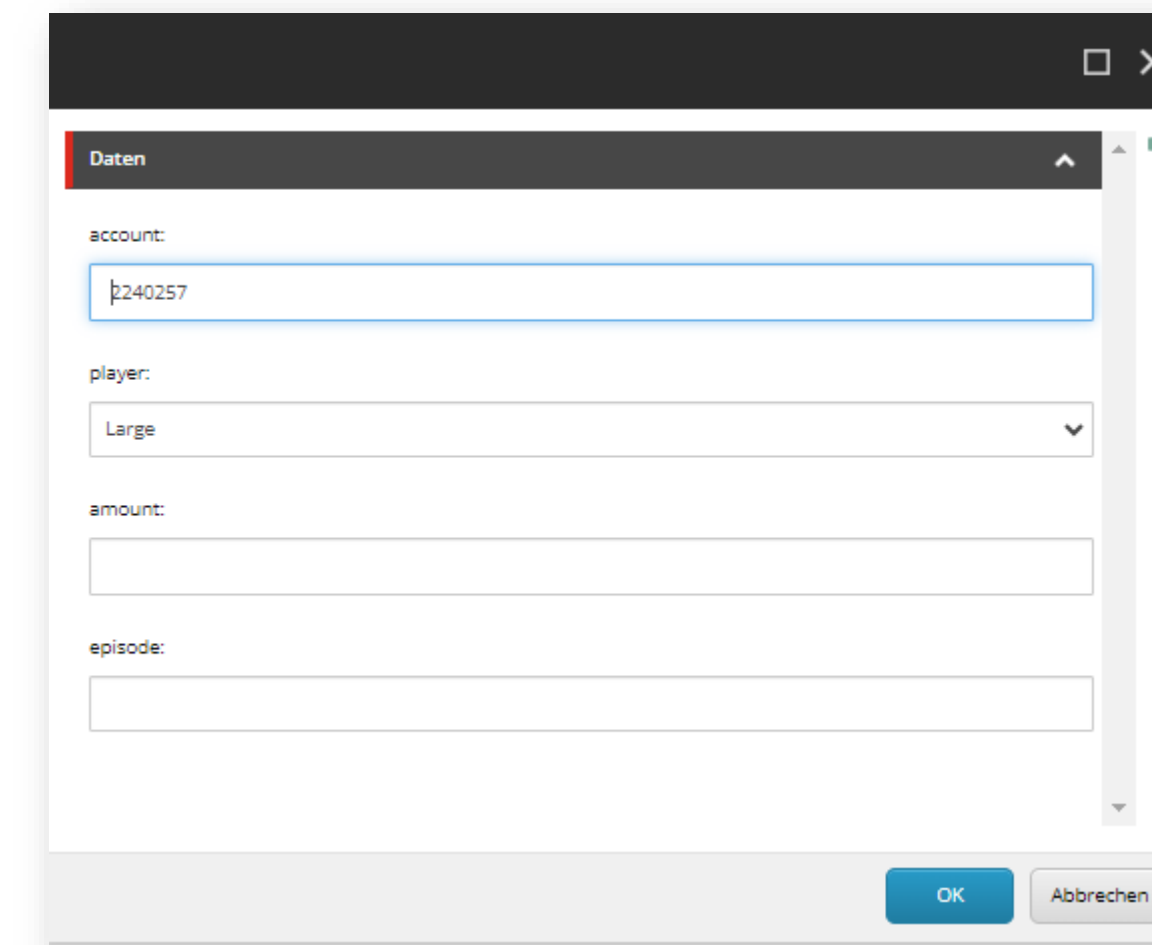 Daten
account:
2240257
player:
Large
amount:
episode:
OK
Abbrechen